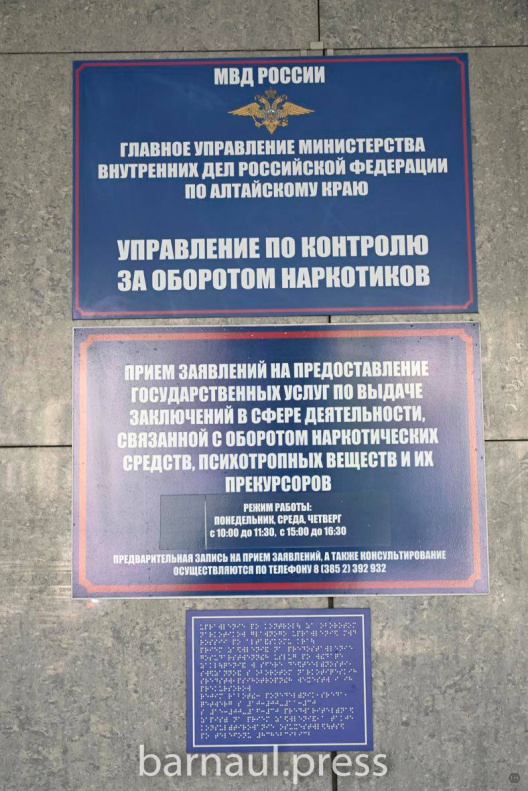 МВД РОССИИ
ГЛАВНОЕ УПРАВЛЕНИЕ МИНИСТЕРСТВА
ВНУТРЕННИХ ДЕЛ РОССИЙСКОЙ ФЕДЕРАЦИИ
ПО АЛТАЙСКОМУ КРАЮ
УПРАВЛЕНИЕ ПО КОНТРОЛЮ
ЗА ОБОРОТОМ НАРКОТИКОВ
ПРИЕМ ЗАЯВЛЕНИЙ НА ПРЕДОСТАВЛЕНИЕ
ГОСУДАРСТВЕННЫХ УСЛУГ ПО ВЫДАЧЕ
ЗАКЛЮЧЕНИЙ В СФЕРЕ ДЕЯТЕЛЬНОСТИ,
СВЯЗАННОЙ С ОБОРОТОМ НАРКОТИЧЕСКИХ
СРЕДСТВ, ПСИХОТРОПНЫХ ВЕЩЕСТВ И ИХ
ПРЕКУРСОРОВ
РЕЖИМ РАБОТЫ:
ПОНЕДЕЛЬНИК, СРЕДА, ЧЕТВЕРГ
с 10:00 до 11:30, с 15:00 до 16:30
ПРЕДВАРИТЕЛЬНАЯ ЗАПИСЬ НА ПРИЕМ ЗАЯВЛЕНИЙ, А ТАКЖЕ КОНСУЛЬТИРОВАНИЕ
ОСУЩЕСТВЛЯЮТСЯ ПО ТЕЛЕФОНУ 8 (385 2) 392 932
barnaul.press